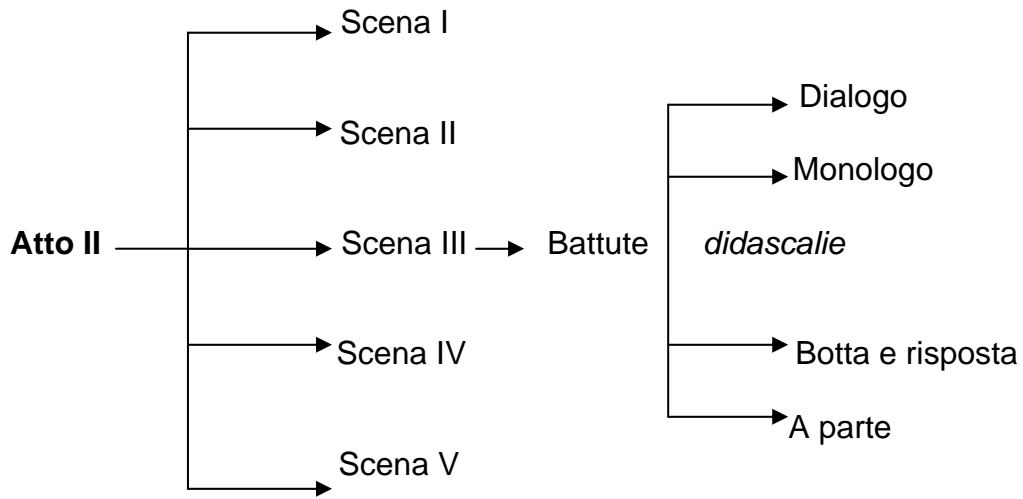 Scena I
Dialogo
Scena II
Monologo
Atto II Scena III Battute didascalie
Scena IV Botta e risposta
A parte
Scena V